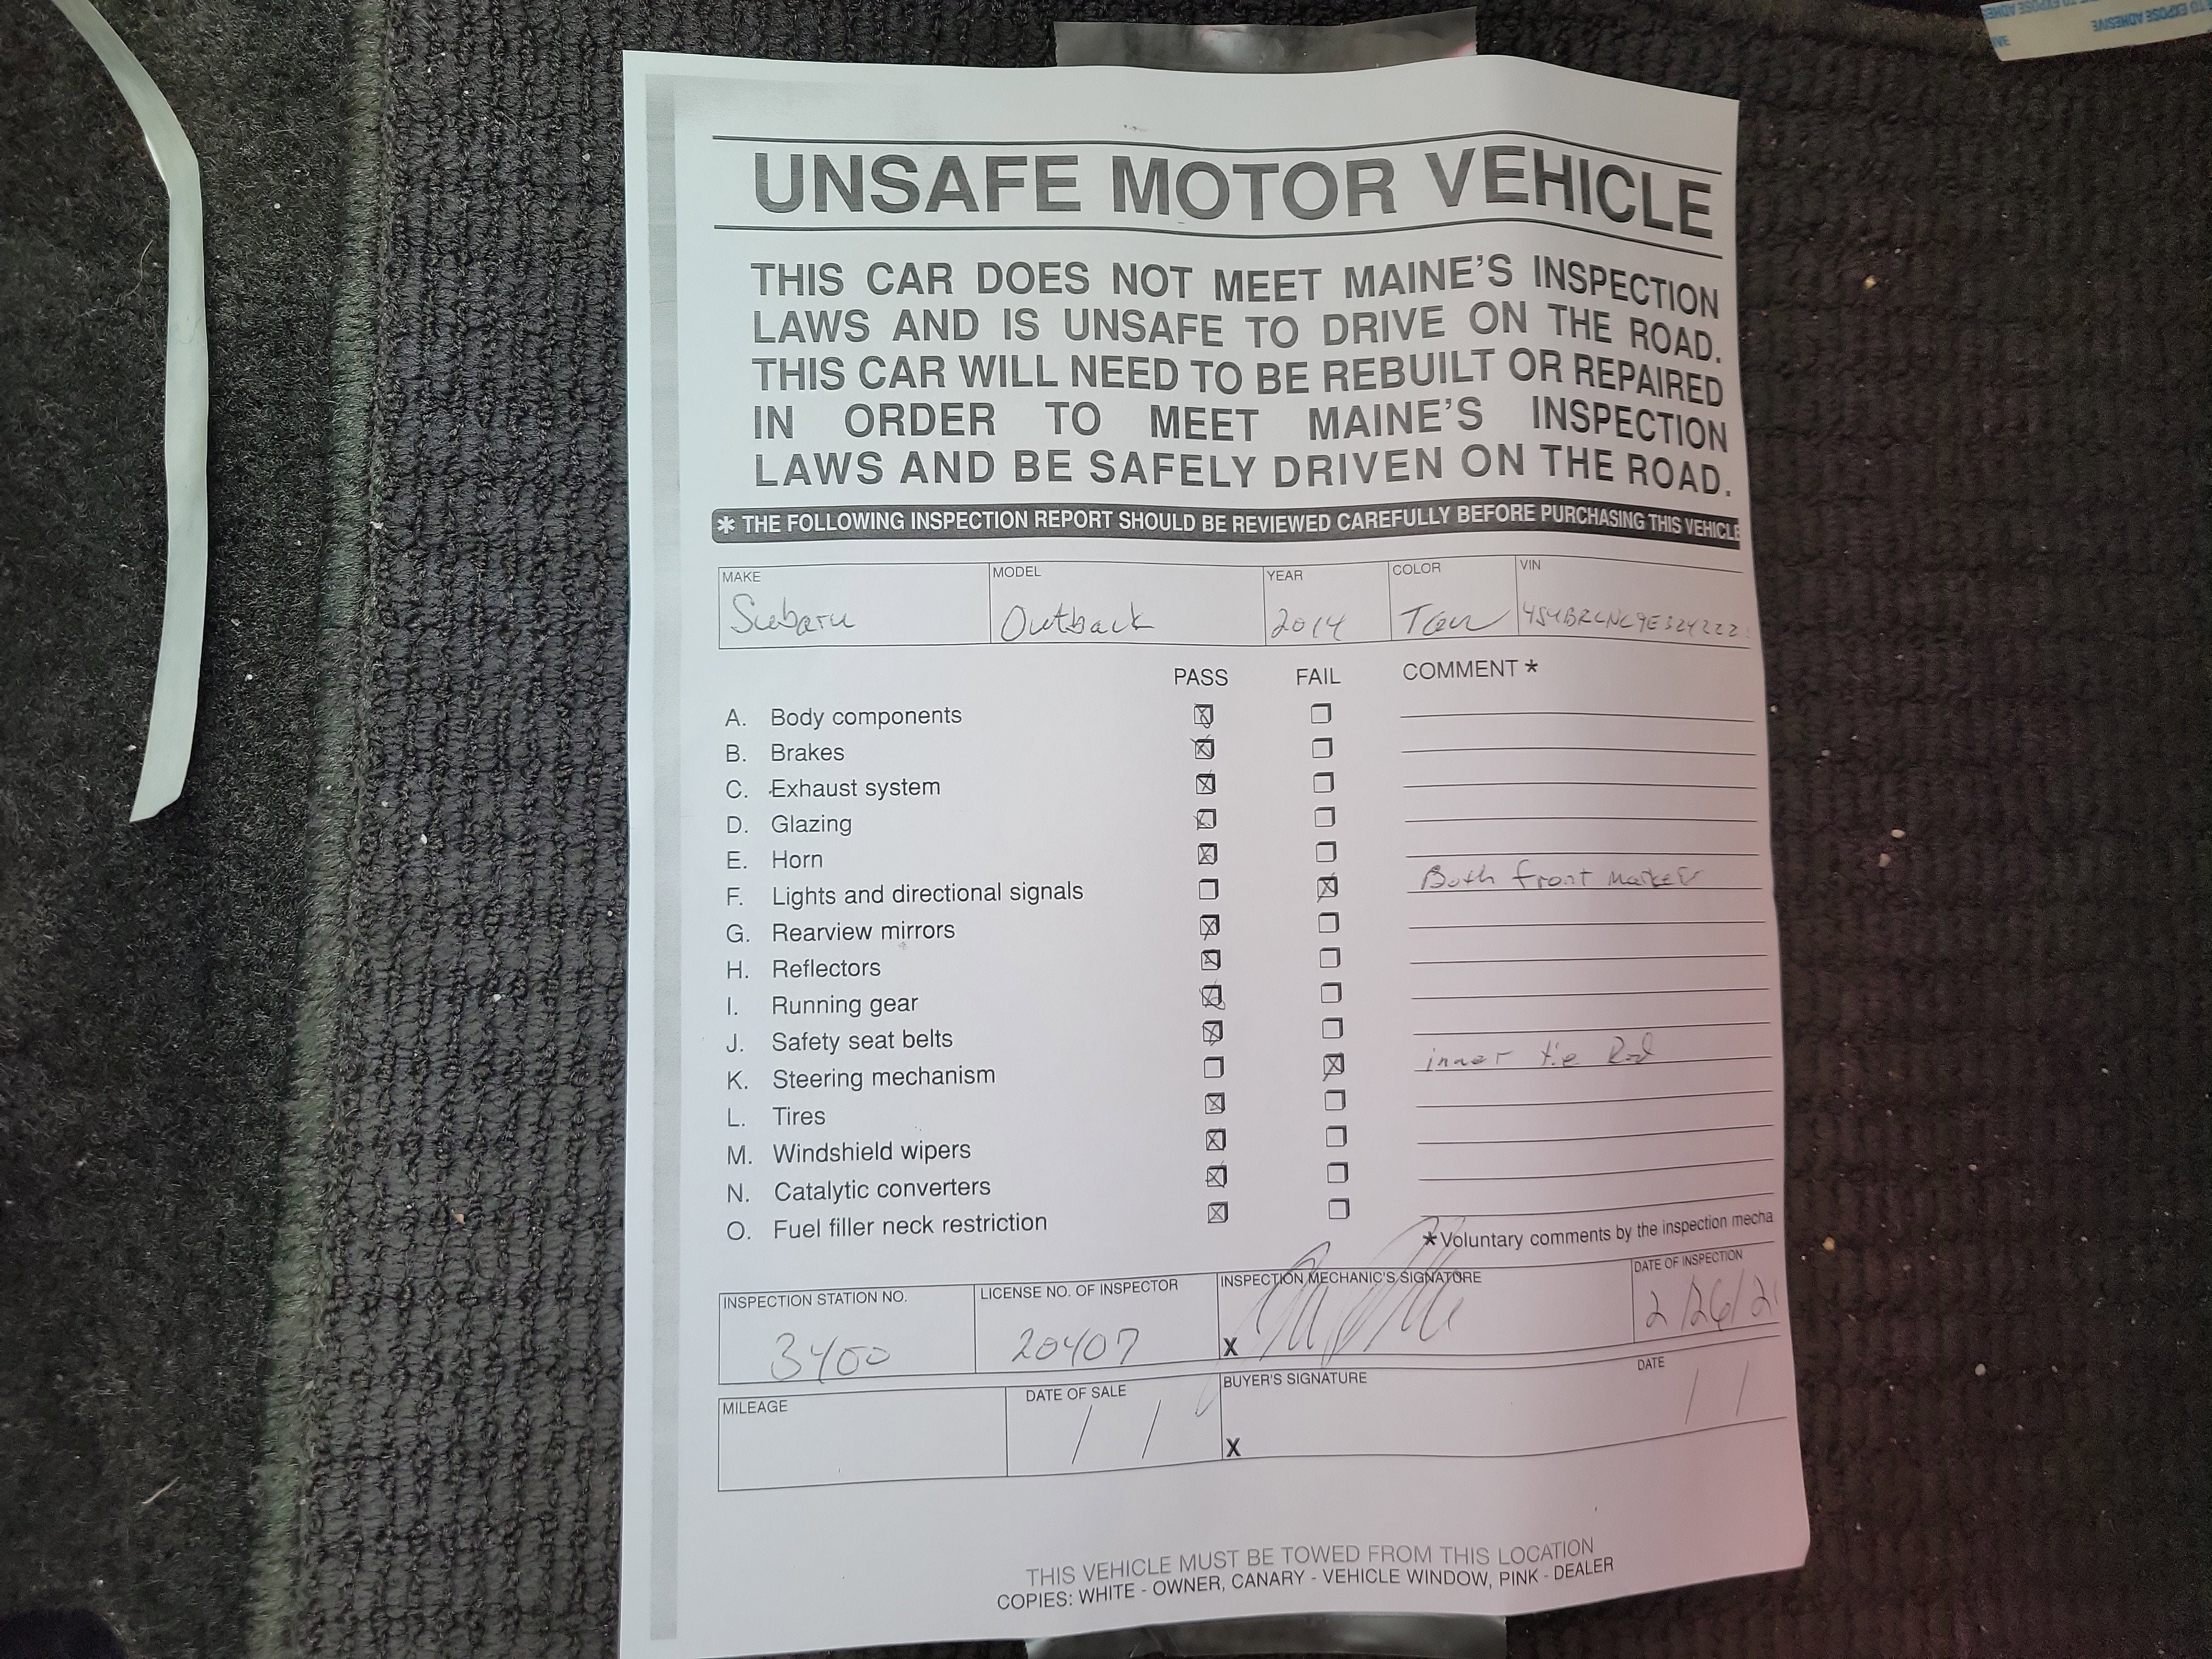 TO EXPOSE ADHESIVE
UNSAFE MOTOR VEHICLE
THIS CAR DOES NOT MEET MAINE'S INSPECTION
LAWS AND IS UNSAFE TO DRIVE ON THE ROAD.
THIS CAR WILL NEED TO BE REBUILT OR REPAIRED
IN ORDER TO MEET MAINE'S INSPECTION
LAWS AND BE SAFELY DRIVEN ON THE ROAD.
* THE FOLLOWING INSPECTION REPORT SHOULD BE REVIEWED CAREFULLY BEFORE PURCHASING THIS VEHICLE
MAKE MODEL YEAR COLOR VIN
Subaru Outback 2014 Tan
PASS FAIL COMMENT *
A. Body components
B. Brakes
C. Exhaust system
D. Glazing
E. Horn
F. Lights and directional signals Both front markers
G. Rearview mirrors
H. Reflectors
I. Running gear
J. Safety seat belts
K. Steering mechanism inner tie Rod
L. Tires
M. Windshield wipers
N. Catalytic converters
O. Fuel filler neck restriction
* Voluntary comments by the inspection mecha
INSPECTION STATION NO. LICENSE NO. OF INSPECTOR INSPECTION MECHANIC'S SIGNATURE DATE OF INSPECTION
3400 20407 X 2/26/2
MILEAGE DATE OF SALE BUYER'S SIGNATURE DATE
/ / X / /
THIS VEHICLE MUST BE TOWED FROM THIS LOCATION
COPIES: WHITE - OWNER, CANARY - VEHICLE WINDOW, PINK - DEALER